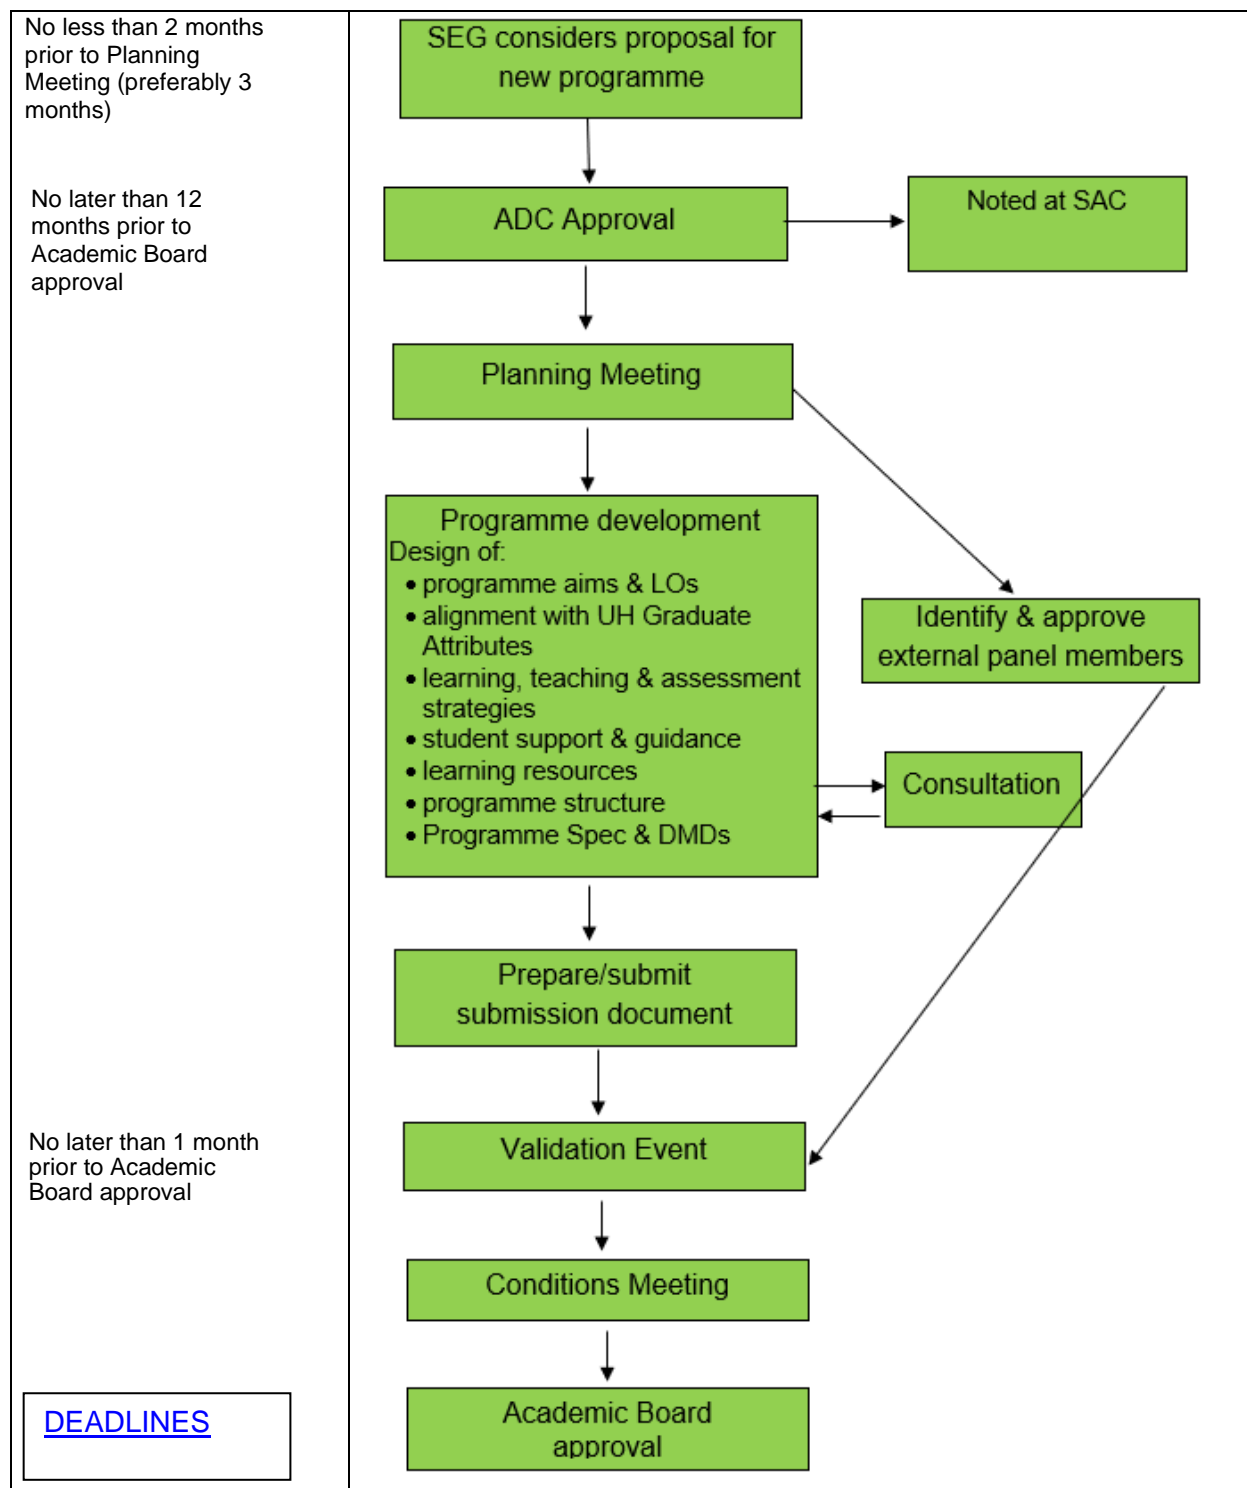 No less than 2 months
prior to Planning
Meeting (preferably 3
months)
SEG considers proposal for
new programme
No later than 12
months prior to
Academic Board
approval
ADC Approval
Noted at SAC
Planning Meeting
Programme development
Design of:
• programme aims & LOs
• alignment with UH Graduate
Attributes
• learning, teaching & assessment
strategies
• student support & guidance
• learning resources
• programme structure
• Programme Spec & DMDs
Identify & approve
external panel members
Consultation
Prepare/submit
submission document
No later than 1 month
prior to Academic
Board approval
Validation Event
Conditions Meeting
DEADLINES
Academic Board
approval